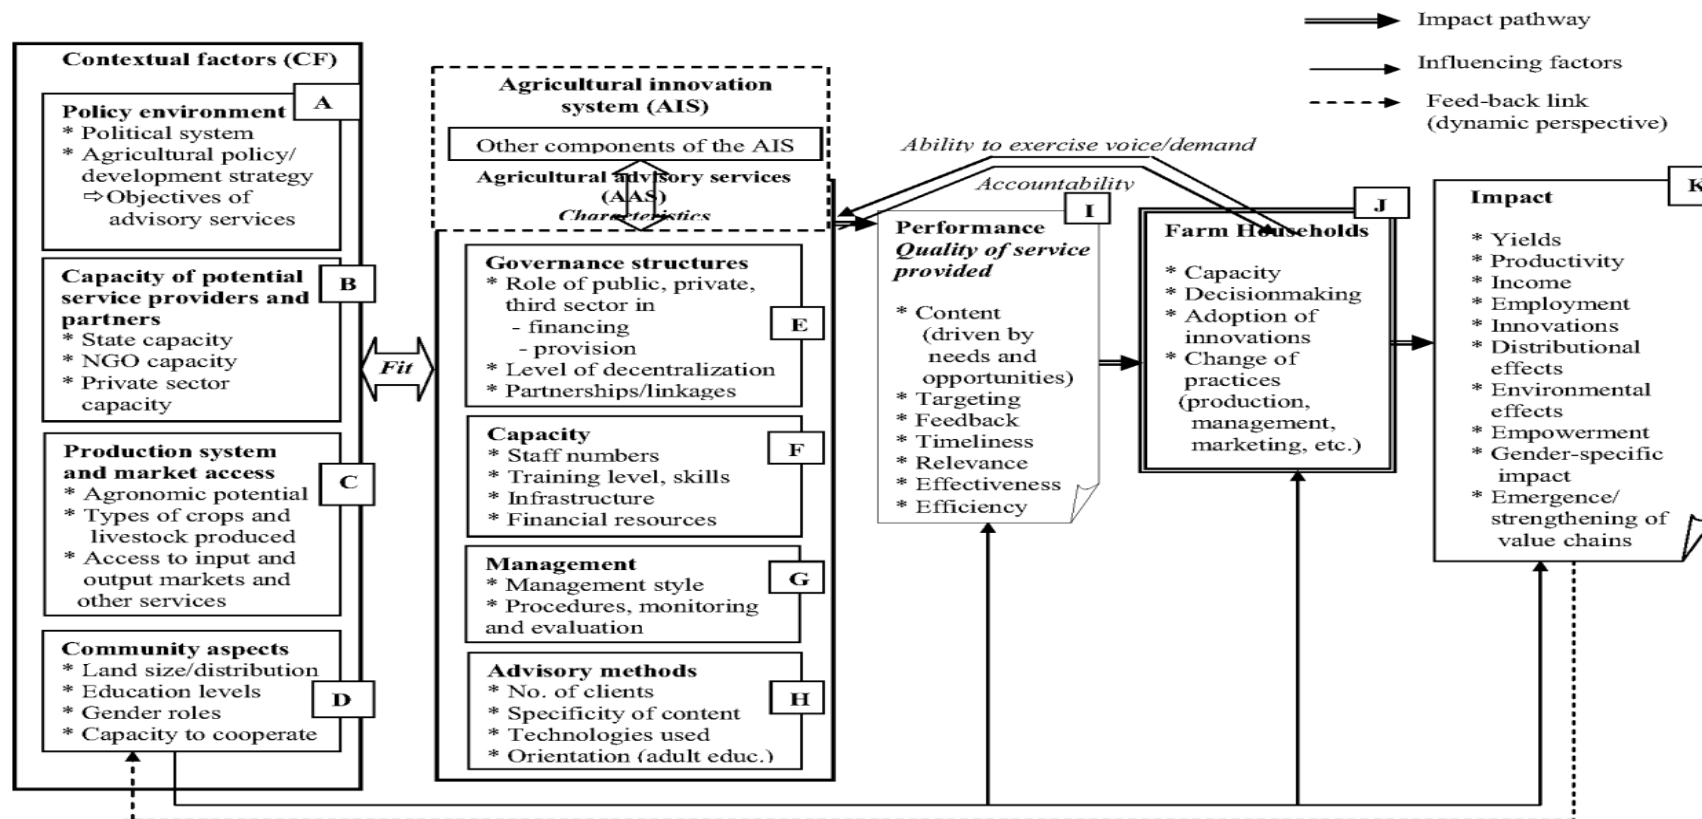 Impact pathway
Influencing factors
Feed-back link
(dynamic perspective)
Contextual factors (CF)
A
Policy environment
* Political system
* Agricultural policy/
development strategy
⇨Objectives of
advisory services
B
Capacity of potential
service providers and
partners
* State capacity
* NGO capacity
* Private sector
capacity
Production system
and market access
C
* Agronomic potential
* Types of crops and
livestock produced
* Access to input and
output markets and
other services
Community aspects
* Land size/distribution
* Education levels
D
* Gender roles
* Capacity to cooperate
Fit
Agricultural innovation
system (AIS)
Other components of the AIS
Agricultural advisory services
(AAS)
Characteristics
Governance structures
* Role of public, private,
third sector in
- financing
E
- provision
* Level of decentralization
* Partnerships/linkages
Capacity
* Staff numbers
F
* Training level, skills
* Infrastructure
* Financial resources
Management
* Management style
G
* Procedures, monitoring
and evaluation
Advisory methods
* No. of clients
H
* Specificity of content
* Technologies used
* Orientation (adult educ.)
Ability to exercise voice/demand
Accountability
I
Performance
Quality of service
provided
* Content
(driven by
needs and
opportunities)
* Targeting
* Feedback
* Timeliness
* Relevance
* Effectiveness
* Efficiency
J
Farm Households
* Capacity
* Decisionmaking
* Adoption of
innovations
* Change of
practices
(production,
management,
marketing, etc.)
K
Impact
* Yields
* Productivity
* Income
* Employment
* Innovations
* Distributional
effects
* Environmental
effects
* Empowerment
* Gender-specific
impact
* Emergence/
strengthening of
value chains